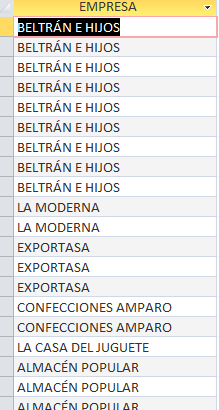 EMPRESA
BELTRÁN E HIJOS
BELTRÁN E HIJOS
BELTRÁN E HIJOS
BELTRÁN E HIJOS
BELTRÁN E HIJOS
BELTRÁN E HIJOS
BELTRÁN E HIJOS
BELTRÁN E HIJOS
BELTRÁN E HIJOS
LA MODERNA
LA MODERNA
EXPORTASA
EXPORTASA
EXPORTASA
CONFECCIONES AMPARO
CONFECCIONES AMPARO
LA CASA DEL JUGUETE
ALMACÉN POPULAR
ALMACÉN POPULAR
ALMACÉN POPULAR